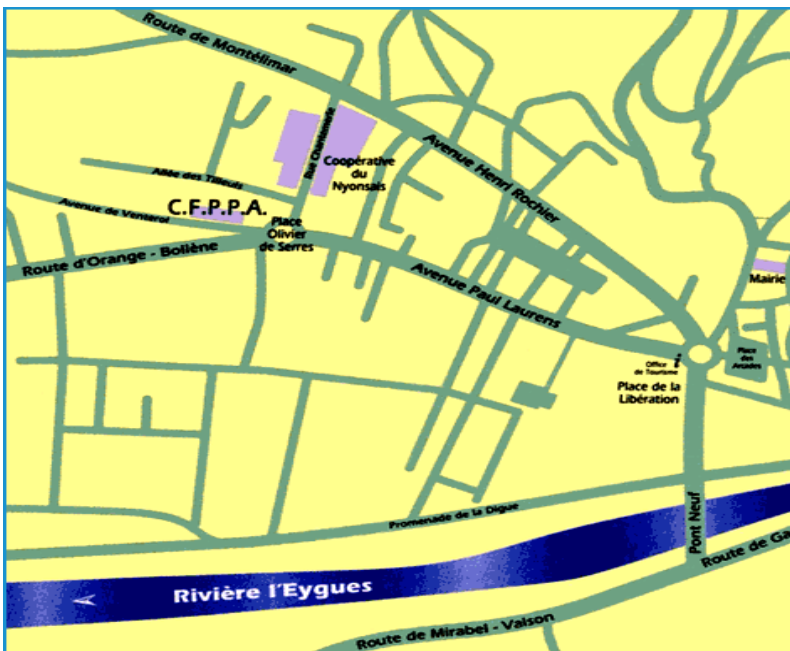 Route de Montélimar
Avenue Henri Rochier
Rue Chantemerle
Coopérative
du
Nyonsais
Allée des Tilleuls
C.F.P.P.A.
Avenue de Venterol
Place
Olivier
de Serres
Route d'Orange - Bollène
Avenue Paul Laurens
Mairie
Place
des
Arcades
Office
de Tourisme
Place de la
Libération
Promenade de la Digue
Pont Neuf
Rivière l'Eygues
Route de Ga
Route de Mirabel - Vaison